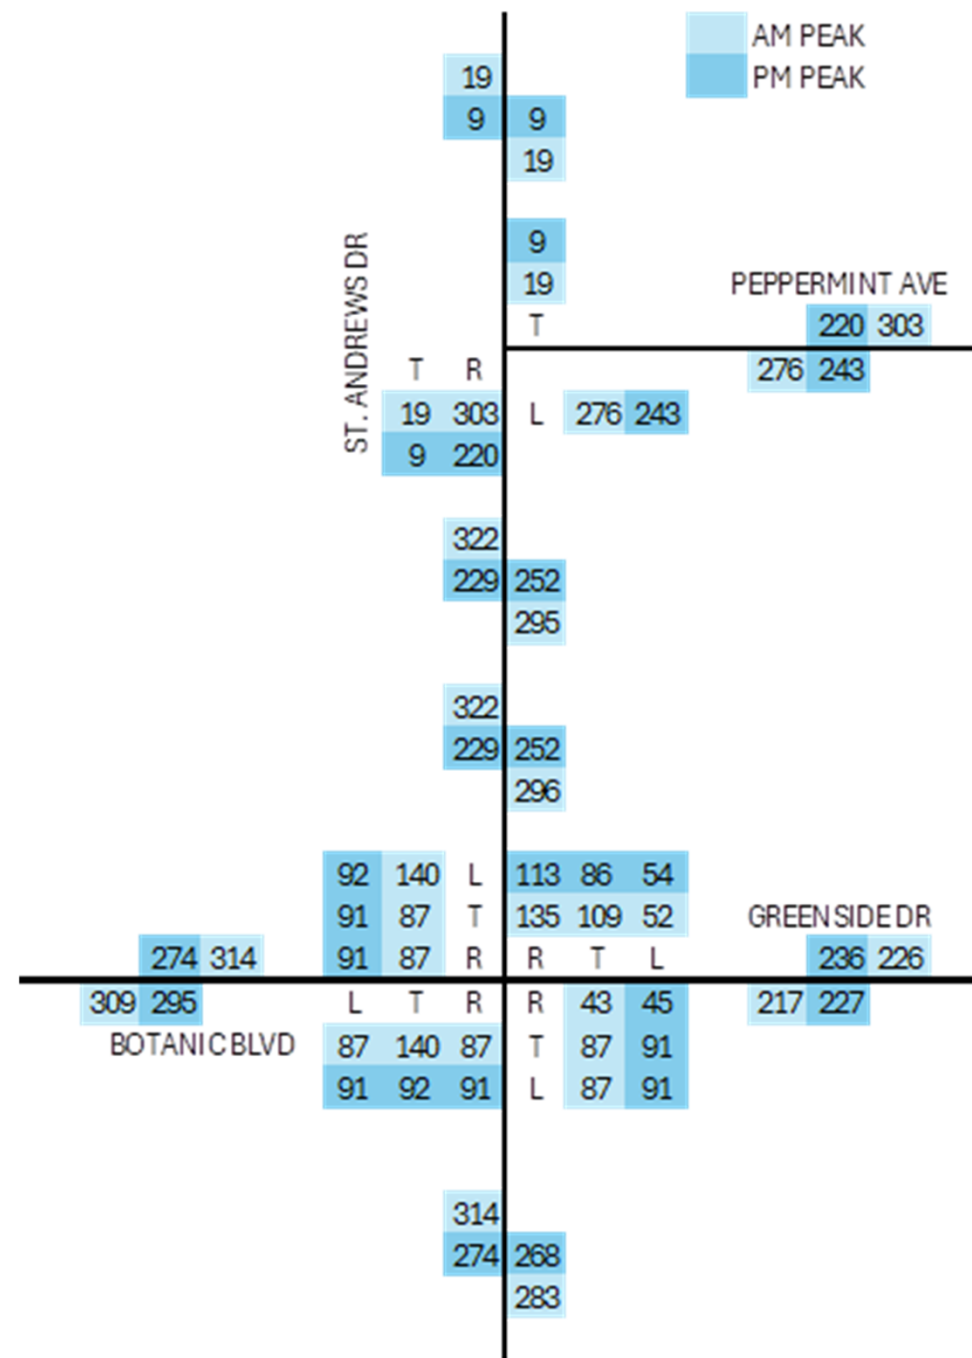 AM PEAK
19 PM PEAK
9 9
19
9
19 PEPPERMINT AVE
T 220 303
ST. ANDREWS DR
T R 276 243
19 303 L 276 243
9 220
322
229 252
295
322
229 252
296
92 140 L 113 86 54
91 87 T 135 109 52 GREENSIDE DR
274 314 91 87 R R T L 236 226
309 295 L T R R 43 45 217 227
BOTANIC BLVD 87 140 87 T 87 91
91 92 91 L 87 91
314
274 268
283